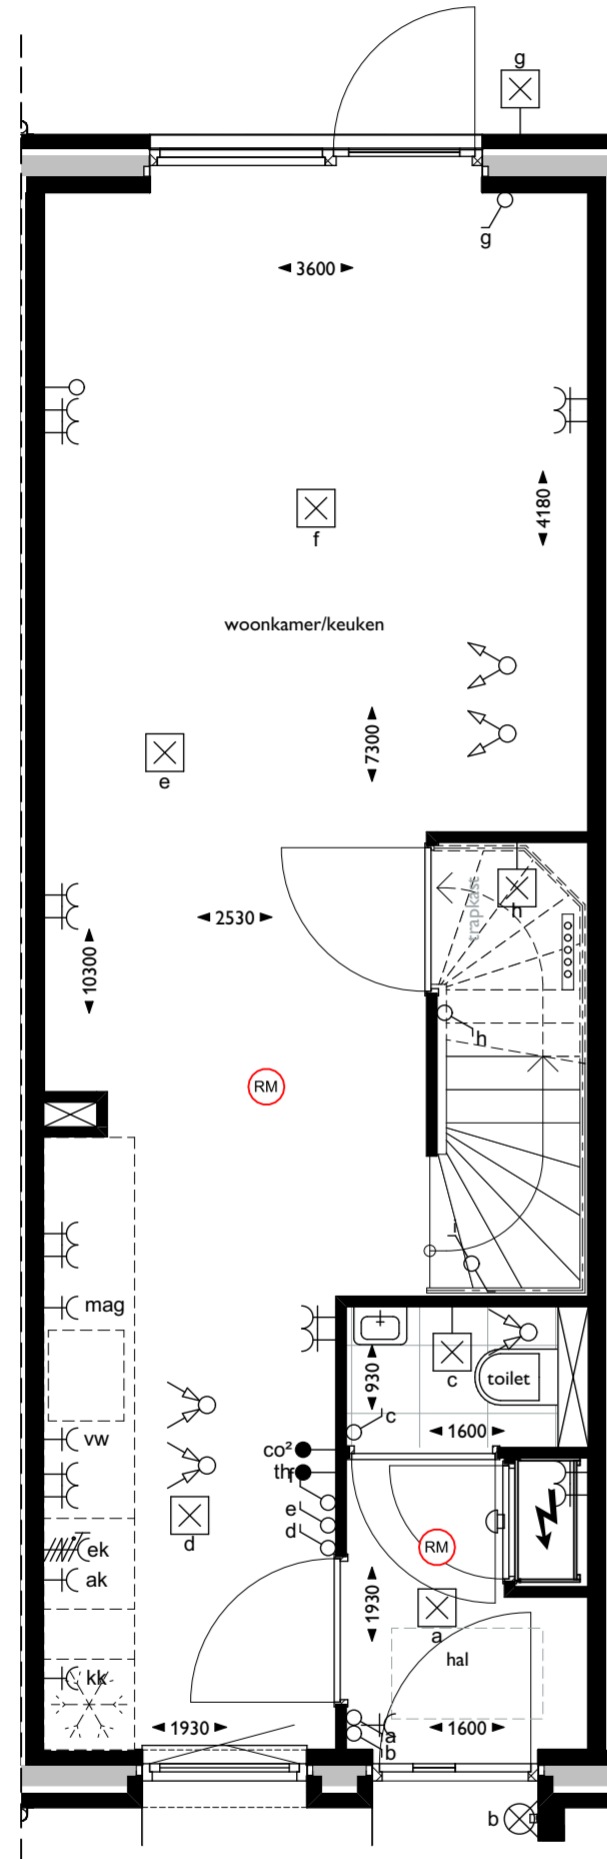 g
g
3600
4180
f
woonkamer/keuken
7300
e
trapkast
h
2530
10300
h
RM
mag
930
c
toilet
c
1600
vw
co²
th
f
e
d
d
ek
ak
RM
1930
a
hal
kk
1930
a
b
1600
b